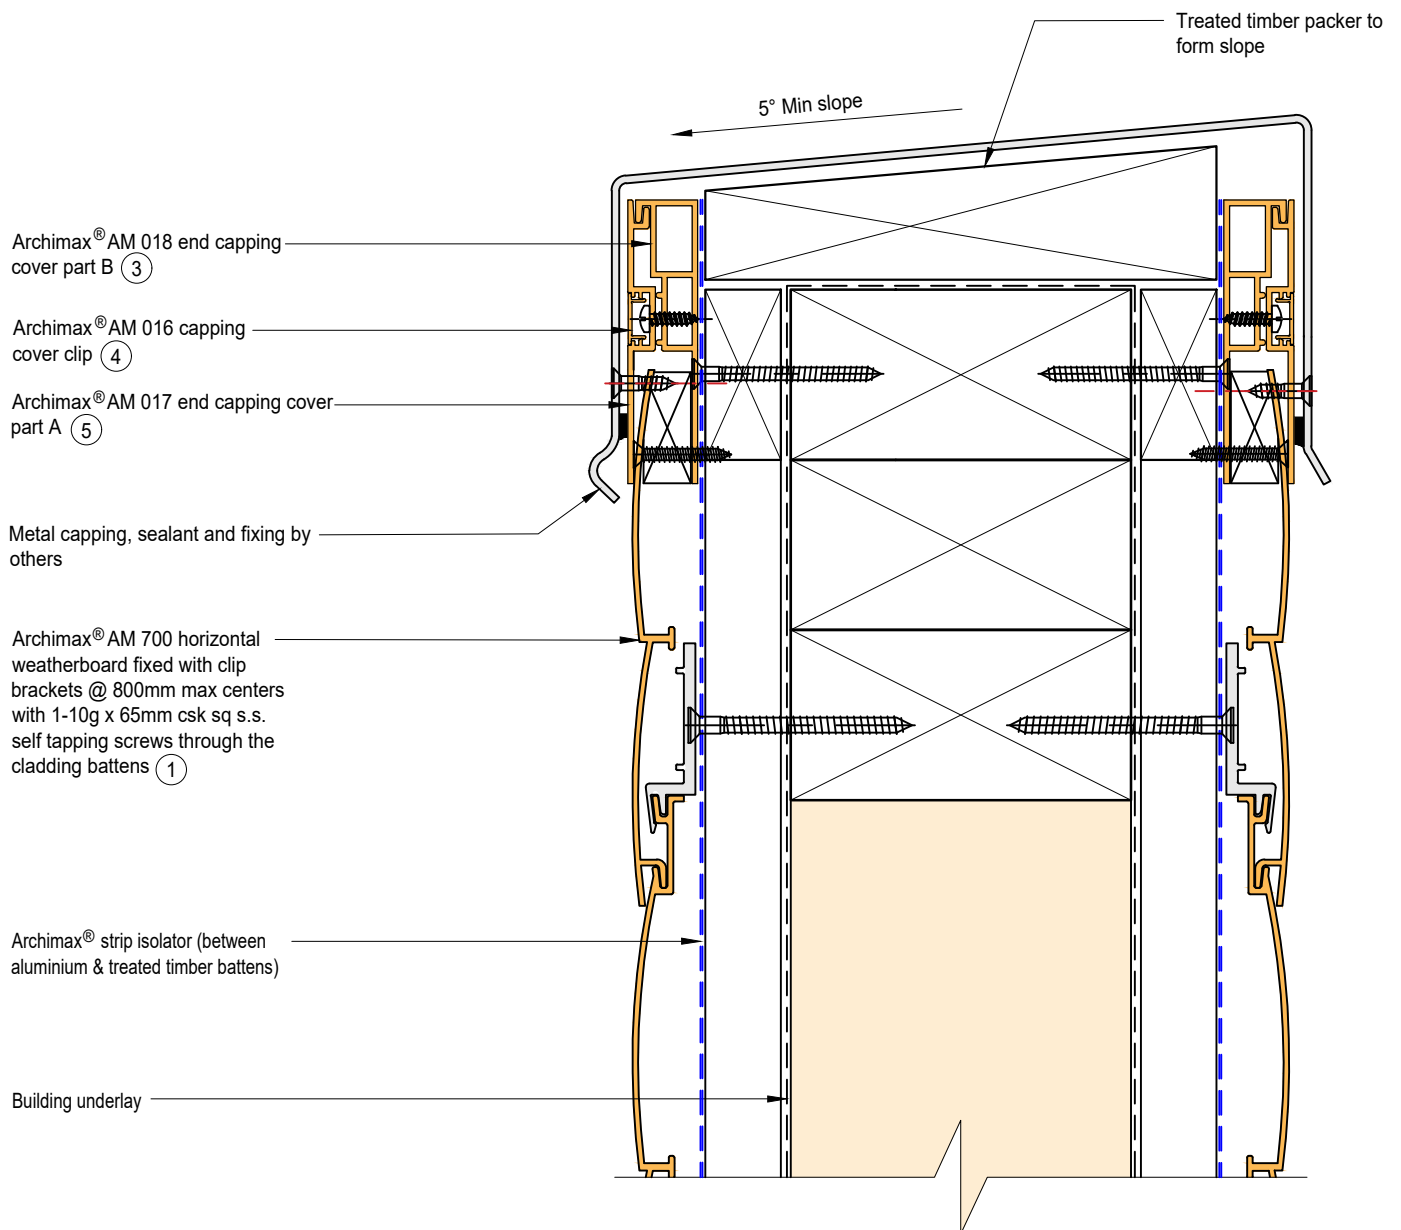 Treated timber packer to
form slope
5° Min slope
Archimax® AM 018 end capping
cover part B 3
Archimax® AM 016 capping
cover clip 4
Archimax® AM 017 end capping cover
part A 5
Metal capping, sealant and fixing by
others
Archimax® AM 700 horizontal
weatherboard fixed with clip
brackets @ 800mm max centers
with 1-10g x 65mm csk sq s.s.
self tapping screws through the
cladding battens 1
Archimax® strip isolator (between
aluminium & treated timber battens)
Building underlay